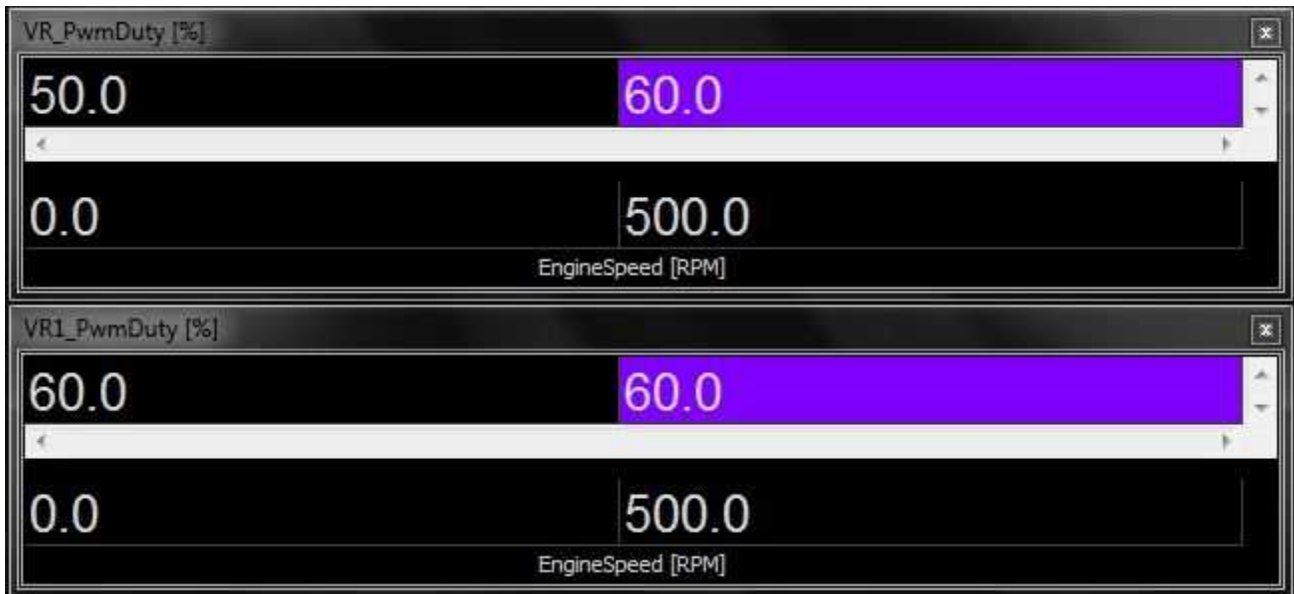 VR_PwmDuty [%]
50.0 60.0
0.0 500.0
EngineSpeed [RPM]
VR1_PwmDuty [%]
60.0 60.0
0.0 500.0
EngineSpeed [RPM]